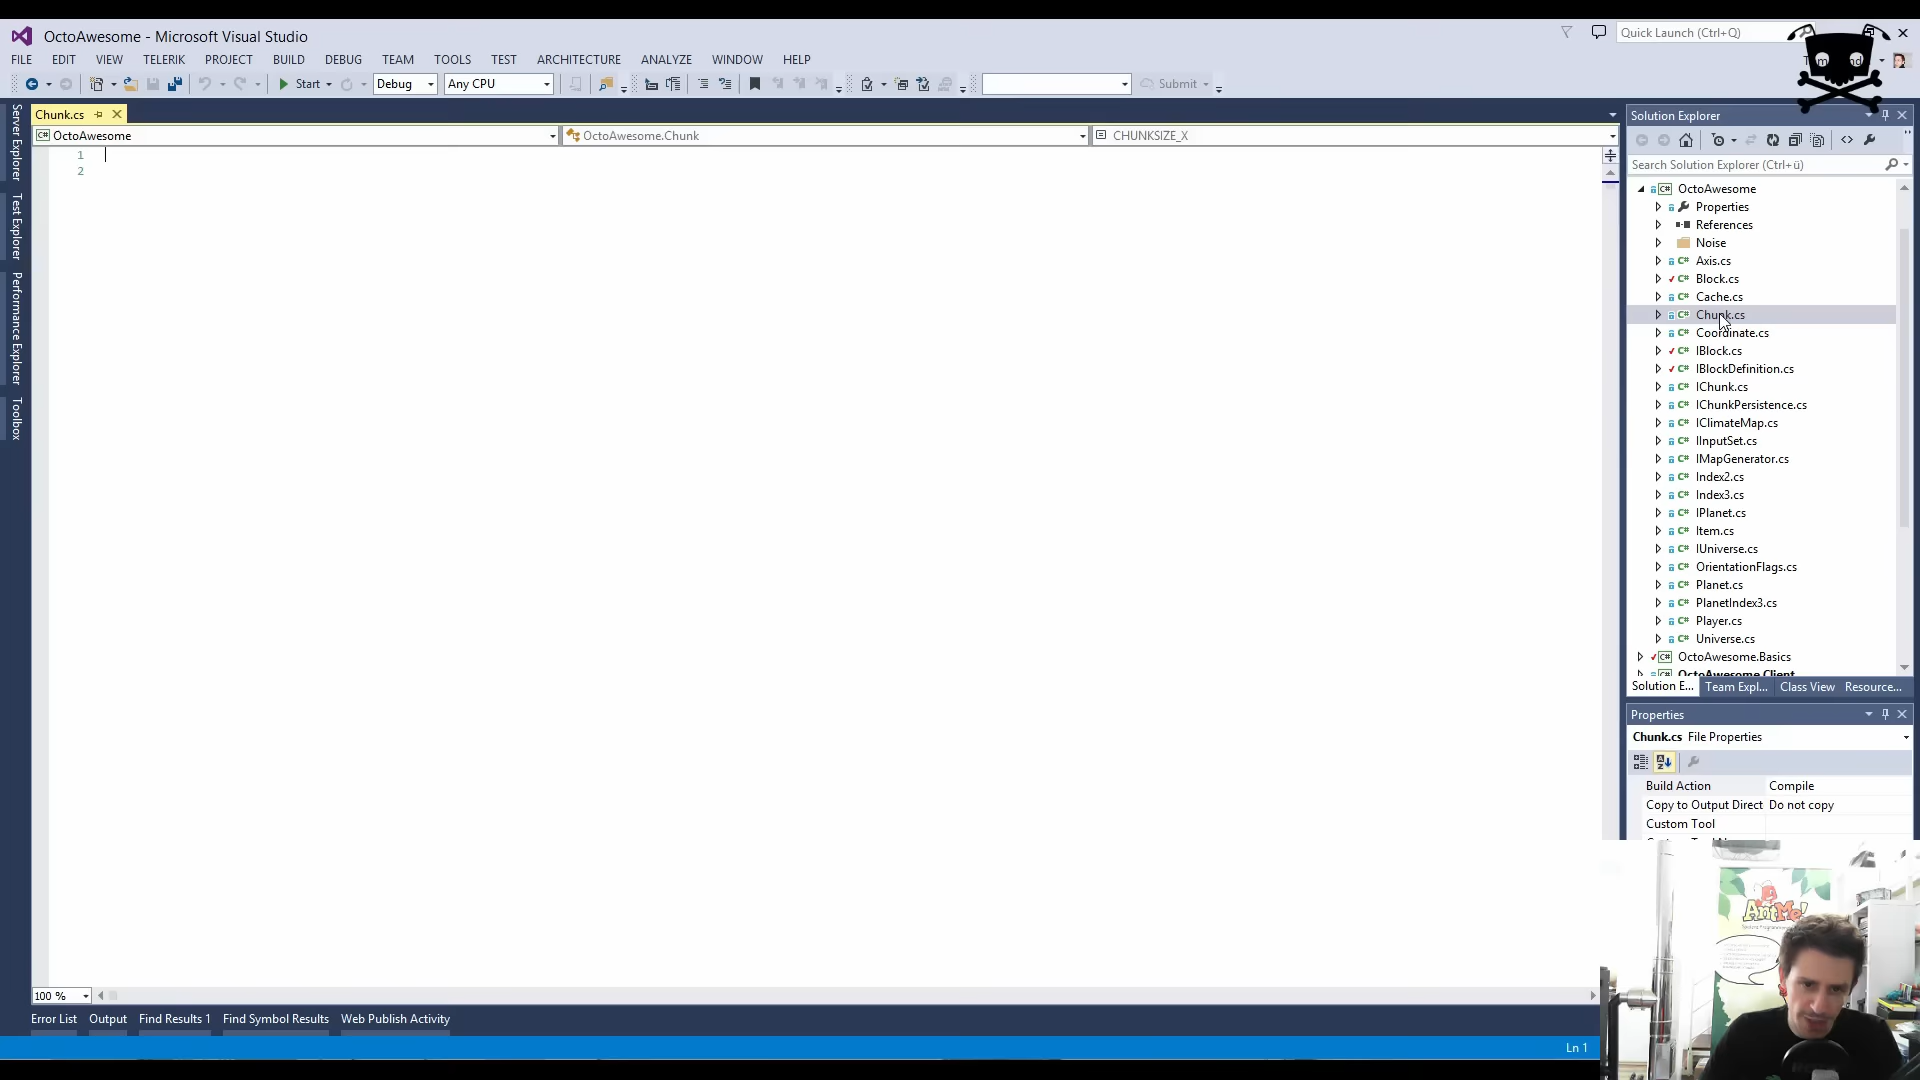 OctoAwesome - Microsoft Visual Studio
Quick Launch (Ctrl+Q)
FILE EDIT VIEW TELERIK PROJECT BUILD DEBUG TEAM TOOLS TEST ARCHITECTURE ANALYZE WINDOW HELP
Start Debug Any CPU Submit
Server Explorer
Test Explorer
Performance Explorer
Toolbox
Chunk.cs
OctoAwesome OctoAwesome.Chunk CHUNKSIZE_X
1
2
Solution Explorer
Search Solution Explorer (Ctrl+ü)
OctoAwesome
Properties
References
Noise
Axis.cs
Block.cs
Cache.cs
Chunk.cs
Coordinate.cs
IBlock.cs
IBlockDefinition.cs
IChunk.cs
IChunkPersistence.cs
IClimateMap.cs
IInputSet.cs
IMapGenerator.cs
Index2.cs
Index3.cs
IPlanet.cs
Item.cs
IUniverse.cs
OrientationFlags.cs
Planet.cs
PlanetIndex3.cs
Player.cs
Universe.cs
OctoAwesome.Basics
OctoAwesome.Client
Solution E... Team Expl... Class View Resource...
Properties
Chunk.cs File Properties
Build Action Compile
Copy to Output Direct Do not copy
Custom Tool
AntMe!
100 %
Error List Output Find Results 1 Find Symbol Results Web Publish Activity
Ln 1